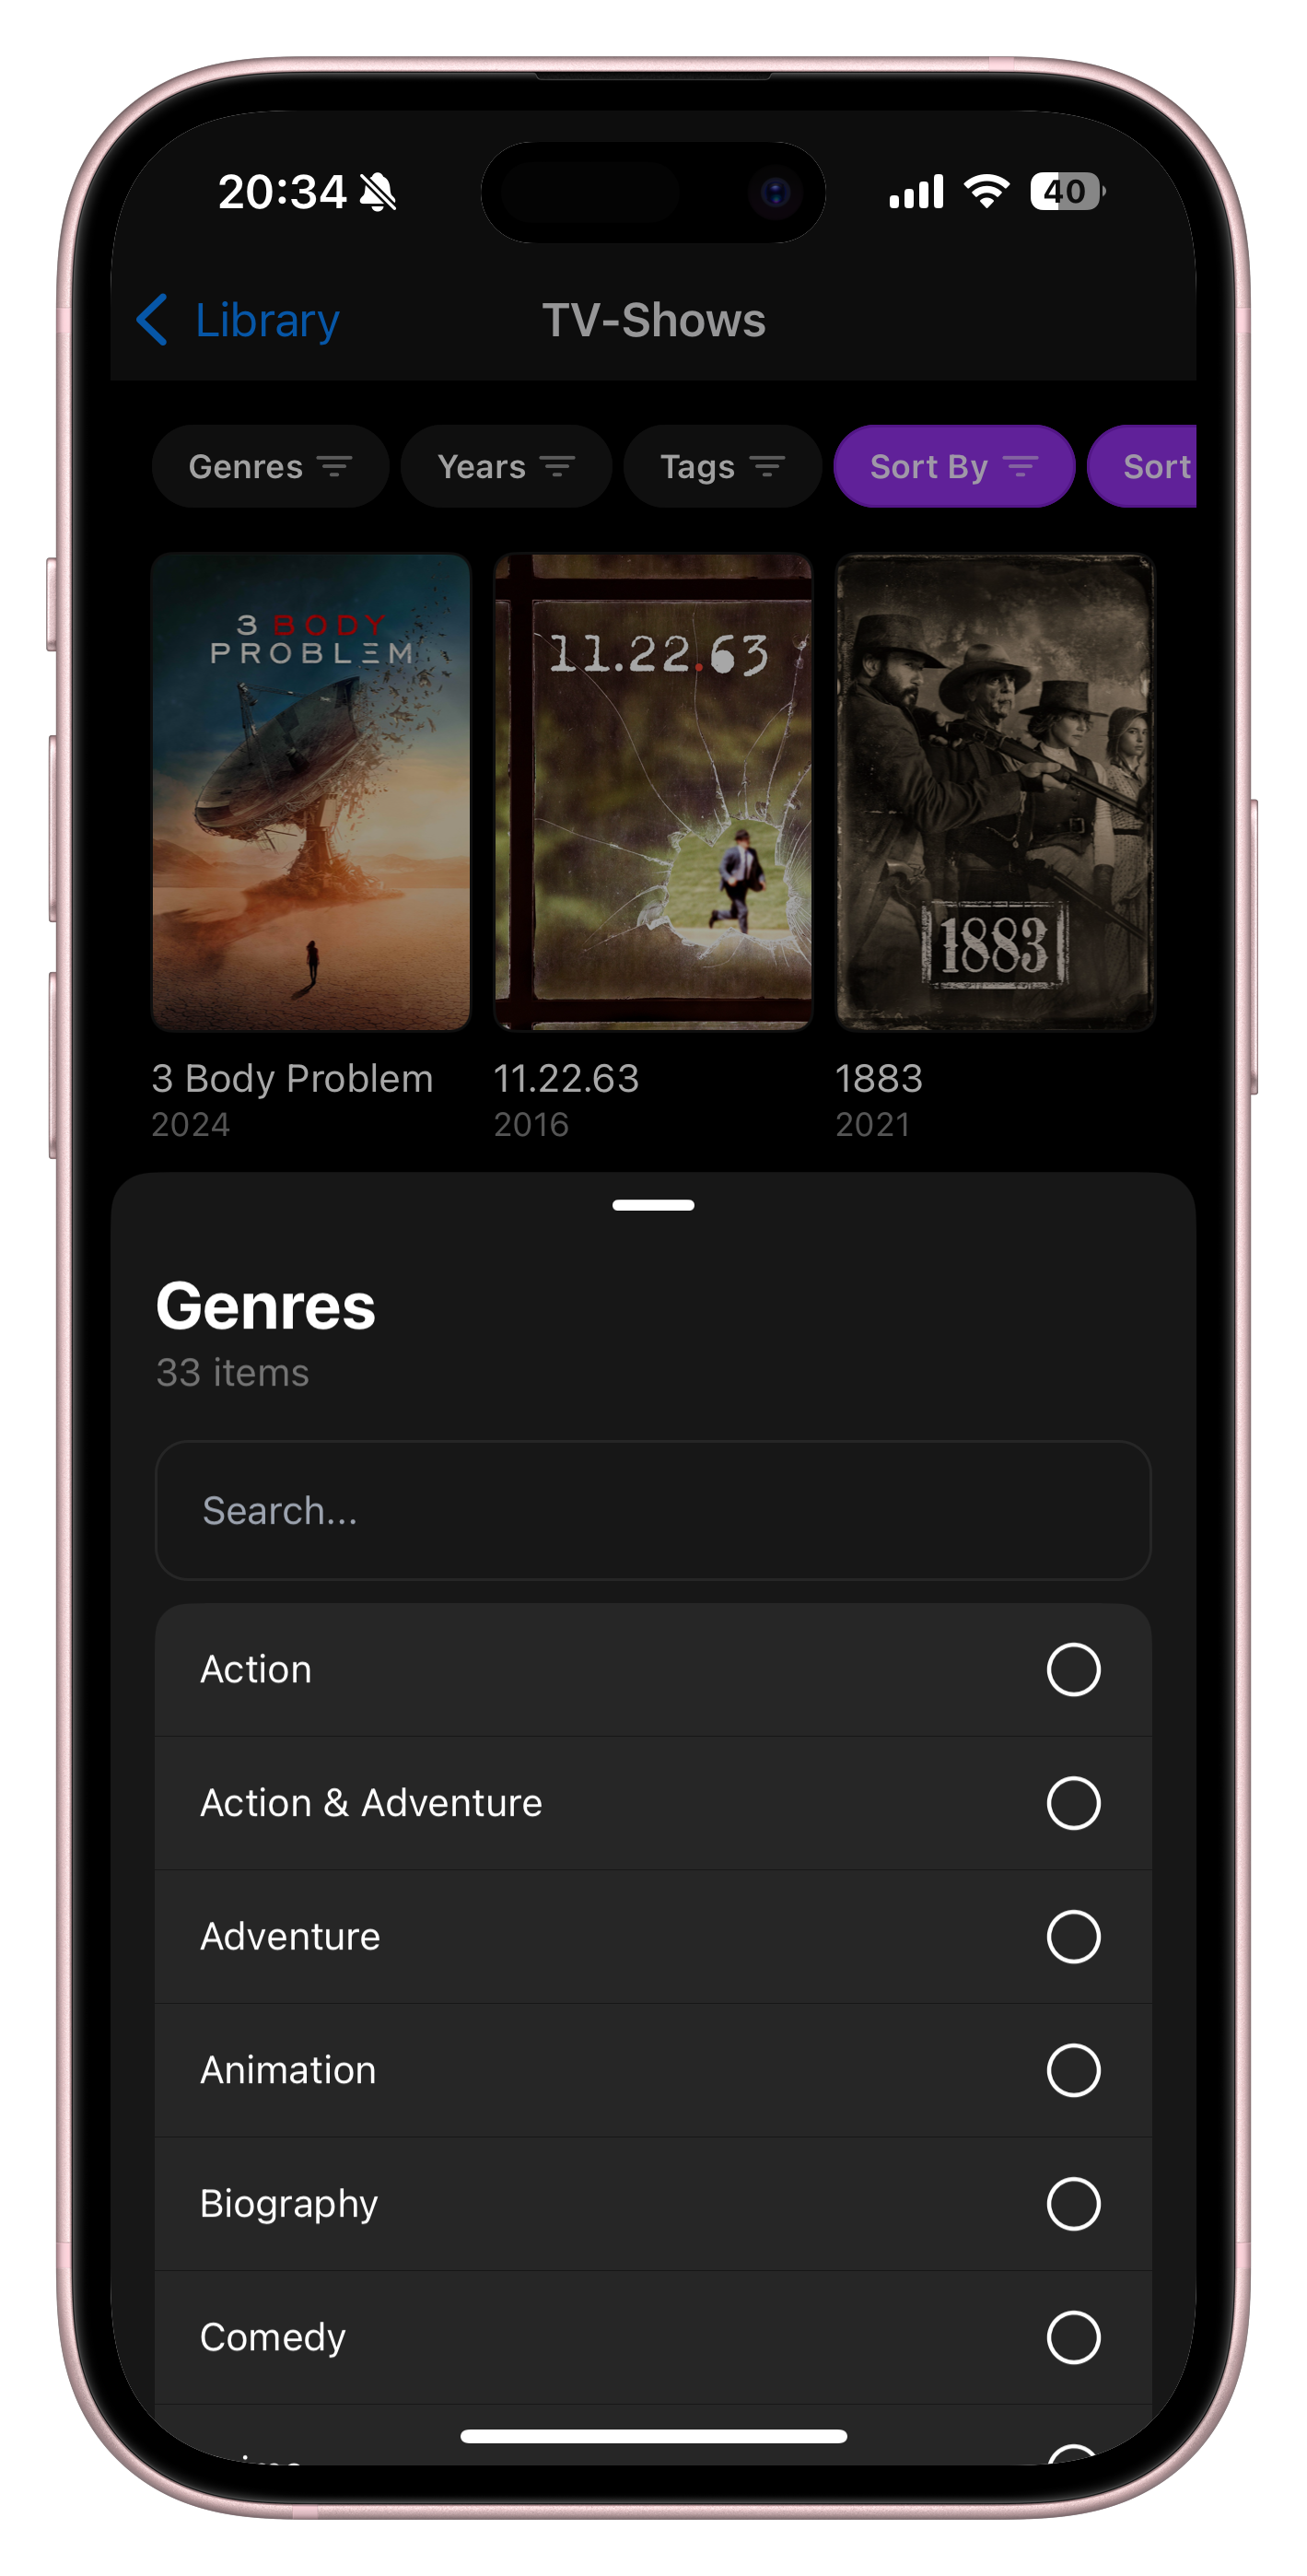 20:34
40
Library
TV-Shows
Genres
Years
Tags
Sort By
Sort
3 BODY
PROBLEM
11.22.63
1883
3 Body Problem
11.22.63
1883
2024
2016
2021
Genres
33 items
Search...
Action
Action & Adventure
Adventure
Animation
Biography
Comedy